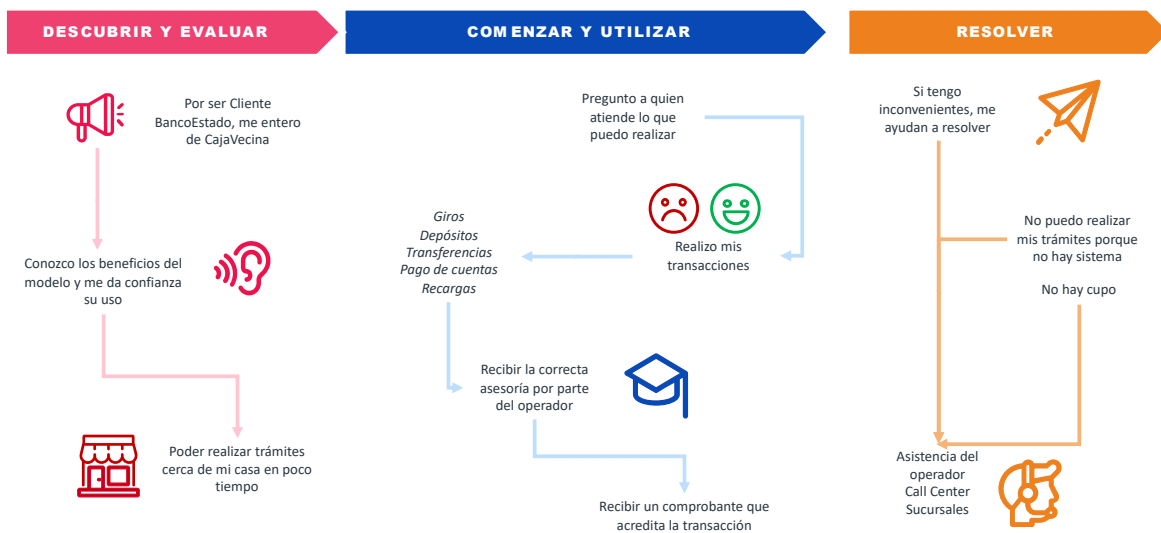 DESCUBRIR Y EVALUAR
Por ser Cliente
BancoEstado, me entero
de CajaVecina
Conozco los beneficios del
modelo y me da confianza
su uso
Poder realizar trámites
cerca de mi casa en poco
tiempo
COMENZAR Y UTILIZAR
Pregunto a quien
atiende lo que
puedo realizar
Realizo mis
transacciones
Giros
Depósitos
Transferencias
Pago de cuentas
Recargas
Recibir la correcta
asesoría por parte
del operador
Recibir un comprobante que
acredita la transacción
RESOLVER
Si tengo
inconvenientes, me
ayudan a resolver
No puedo realizar
mis trámites porque
no hay sistema
No hay cupo
Asistencia del
operador
Call Center
Sucursales